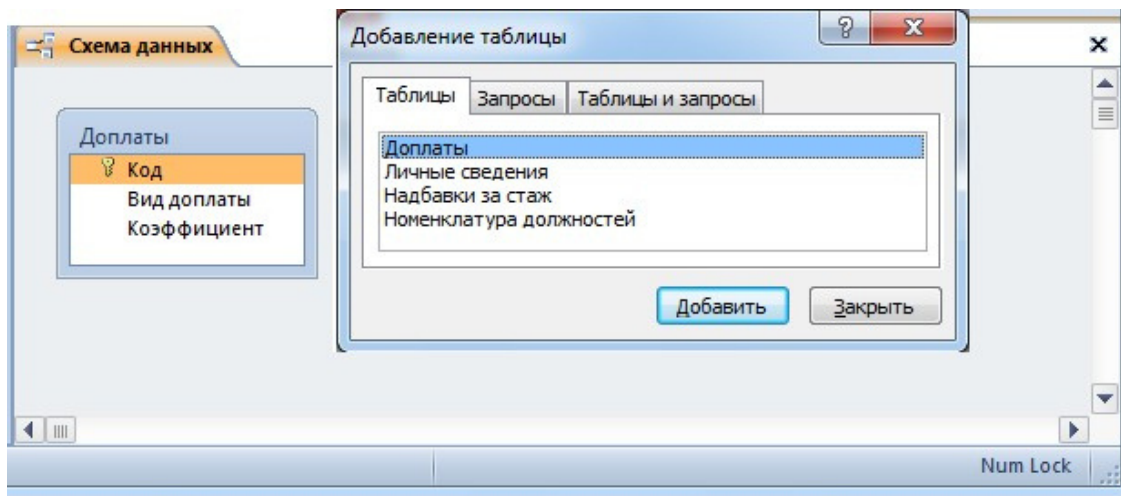 Схема данных
Доплаты
Код
Вид доплаты
Коэффициент
Добавление таблицы
Таблицы Запросы Таблицы и запросы
Доплаты
Личные сведения
Надбавки за стаж
Номенклатура должностей
Добавить Закрыть
Num Lock